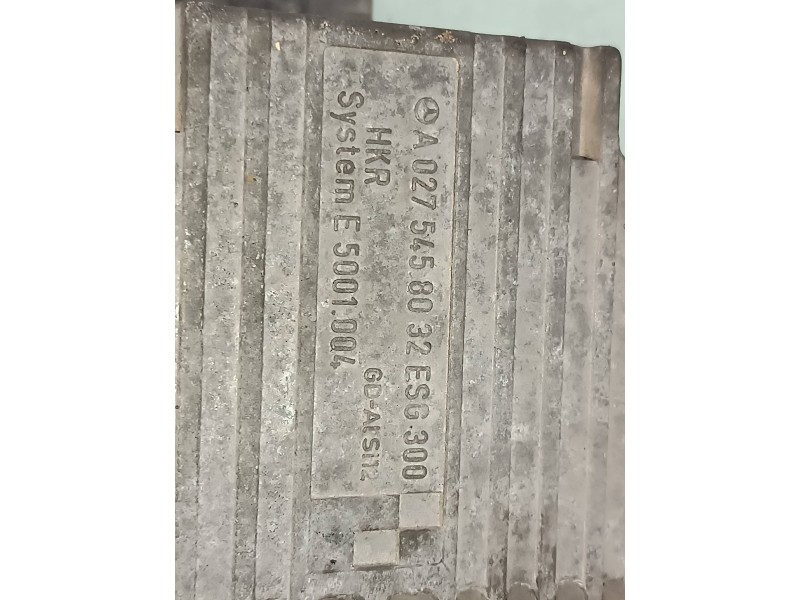 A 027 545 80 32 ESG.300
HKR
GD-AlSi12
System E 5001.004